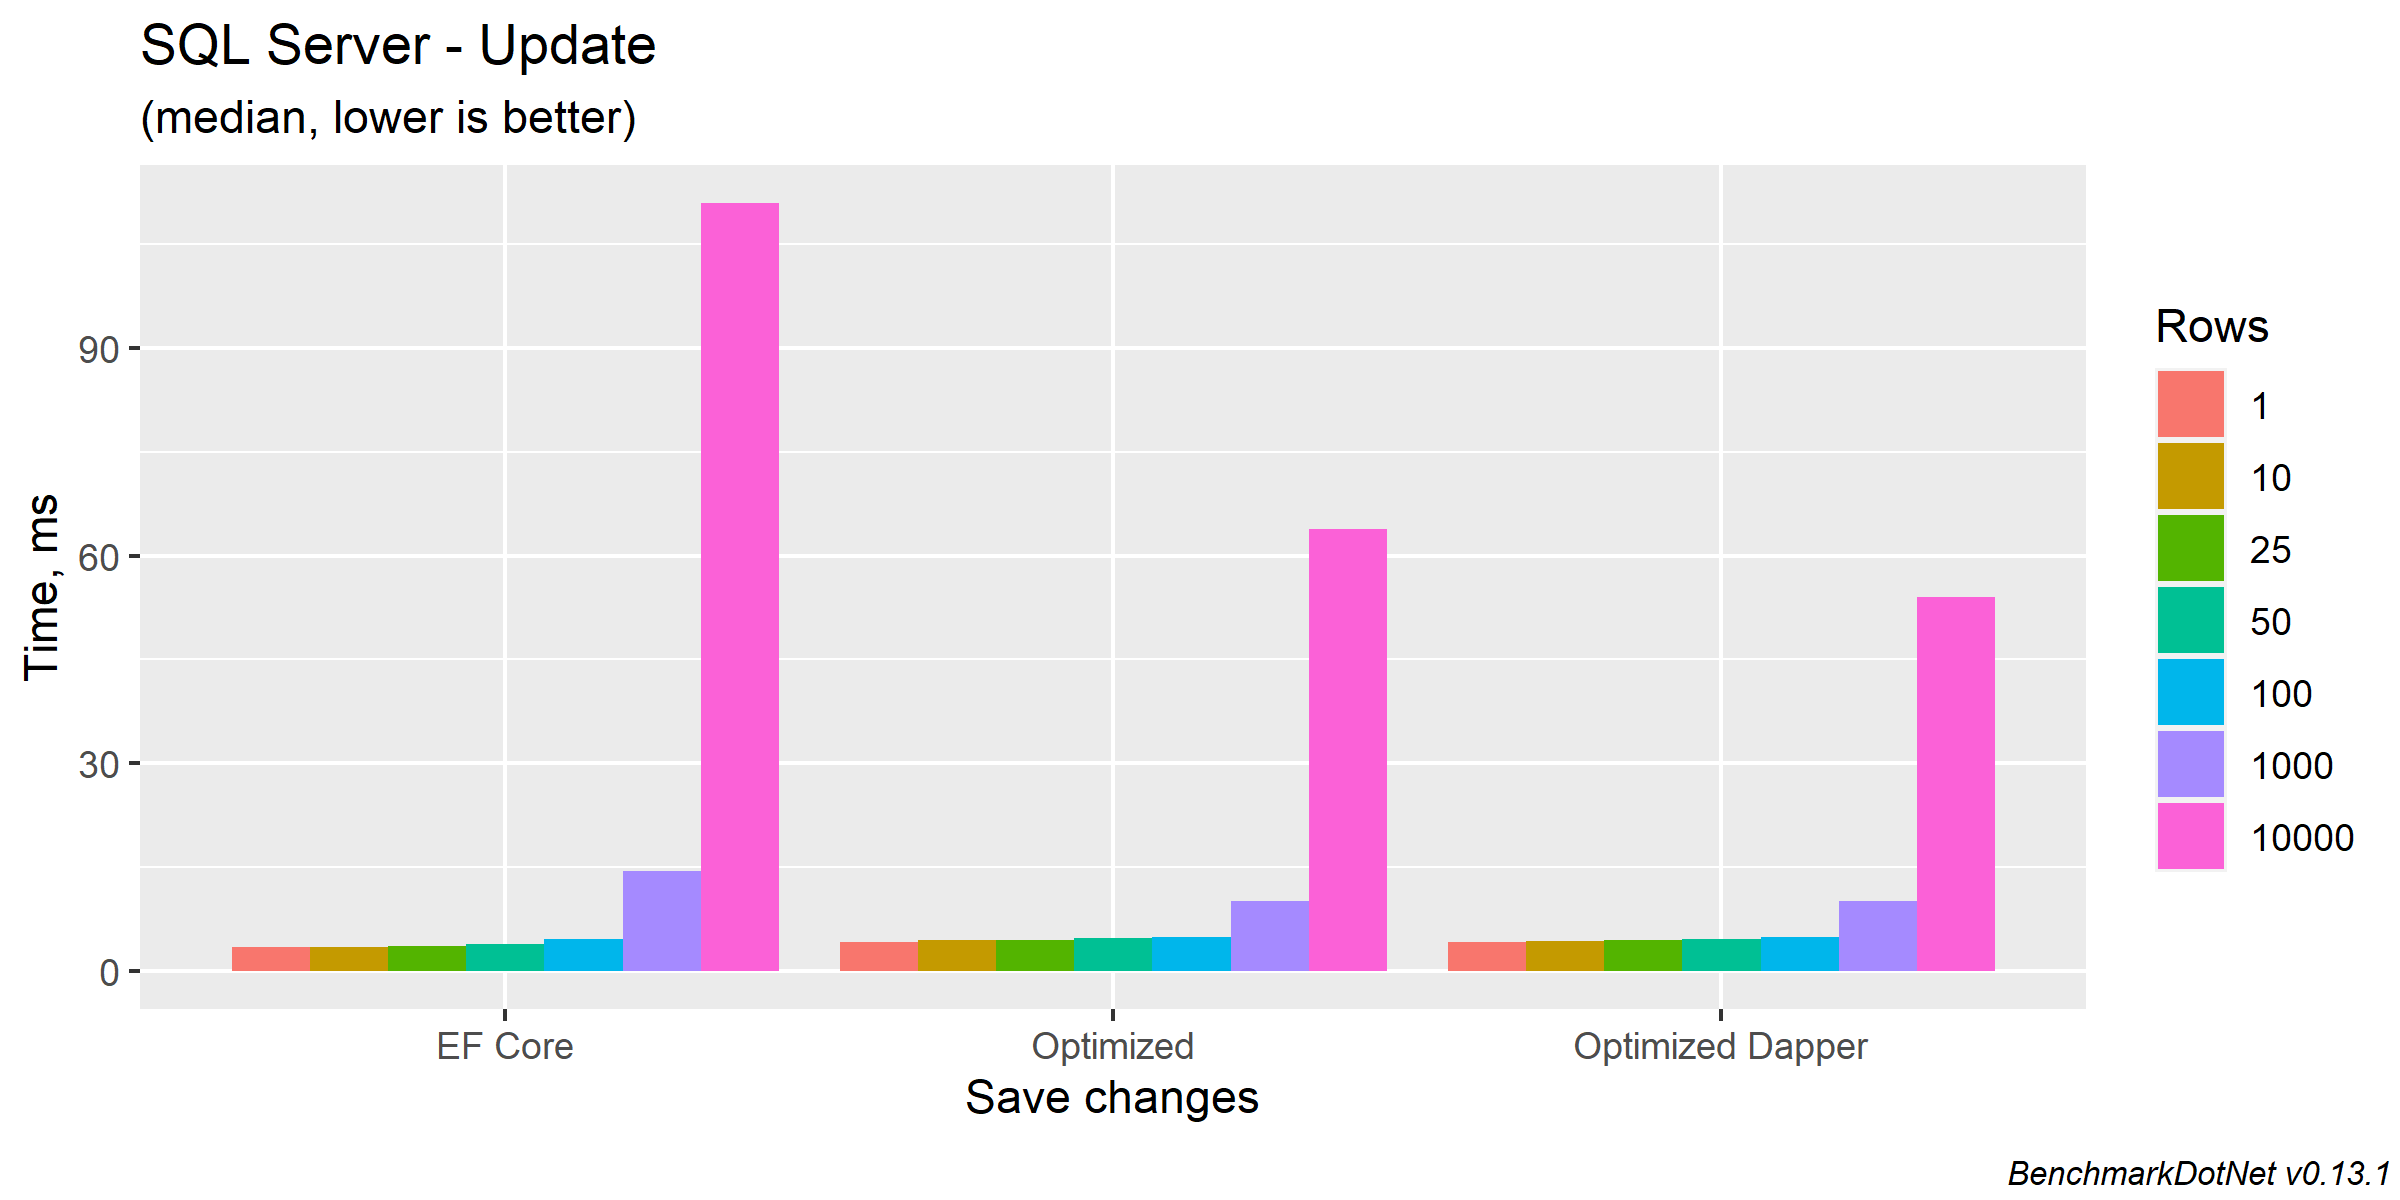 SQL Server - Update
(median, lower is better)
Time, ms
90
60
30
0
EF Core
Optimized
Optimized Dapper
Save changes
Rows
1
10
25
50
100
1000
10000
BenchmarkDotNet v0.13.1